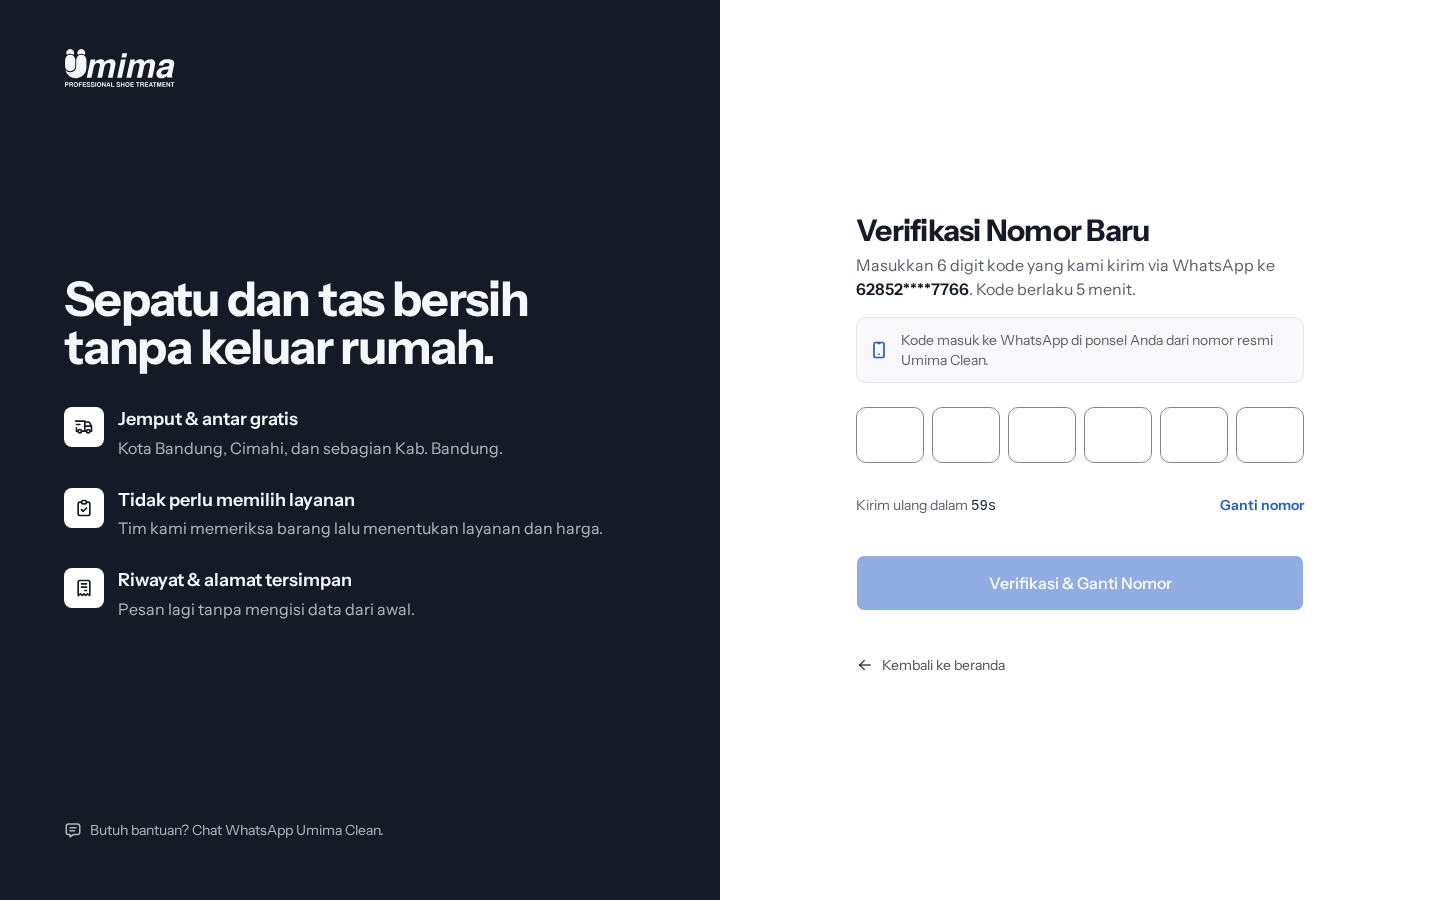 Umima
PROFESSIONAL SHOE TREATMENT
Sepatu dan tas bersih
tanpa keluar rumah.
Jemput & antar gratis
Kota Bandung, Cimahi, dan sebagian Kab. Bandung.
Tidak perlu memilih layanan
Tim kami memeriksa barang lalu menentukan layanan dan harga.
Riwayat & alamat tersimpan
Pesan lagi tanpa mengisi data dari awal.
Butuh bantuan? Chat WhatsApp Umima Clean.
Verifikasi Nomor Baru
Masukkan 6 digit kode yang kami kirim via WhatsApp ke
62852****7766. Kode berlaku 5 menit.
Kode masuk ke WhatsApp di ponsel Anda dari nomor resmi
Umima Clean.
Kirim ulang dalam 59s
Ganti nomor
Verifikasi & Ganti Nomor
Kembali ke beranda